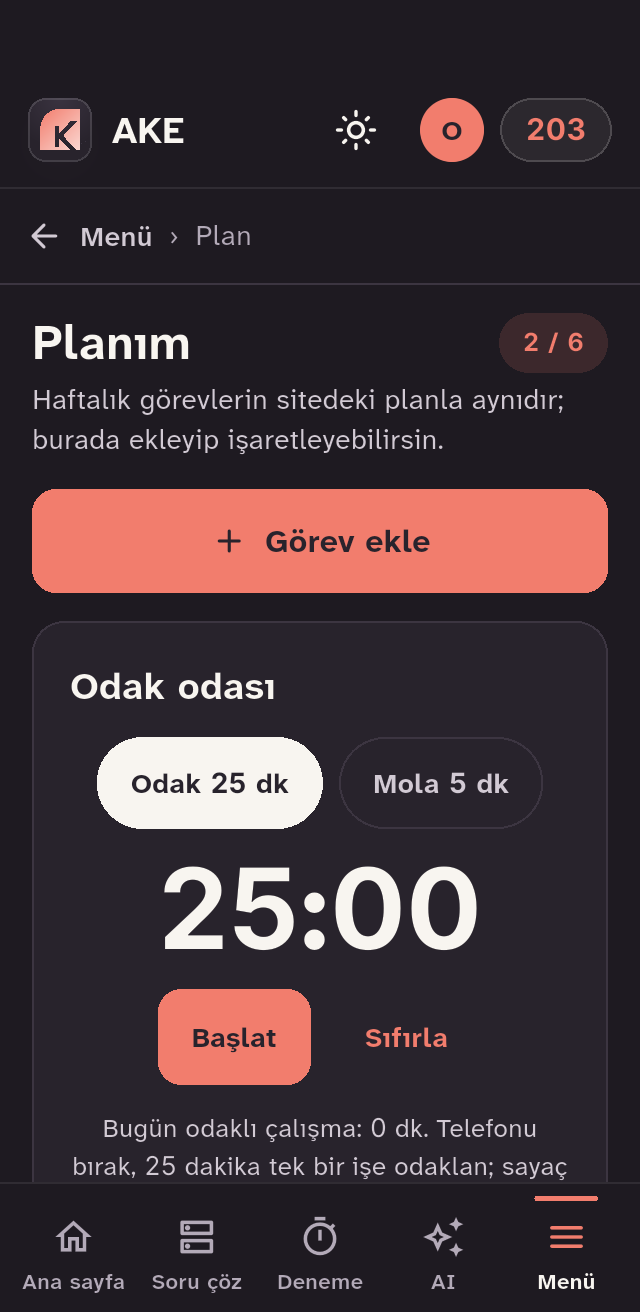 K AKE O 203
Menü › Plan
Planım 2 / 6
Haftalık görevlerin sitedeki planla aynıdır;
burada ekleyip işaretleyebilirsin.
+ Görev ekle
Odak odası
Odak 25 dk Mola 5 dk
25:00
Başlat Sıfırla
Bugün odaklı çalışma: 0 dk. Telefonu
bırak, 25 dakika tek bir işe odaklan; sayaç
Ana sayfa Soru çöz Deneme AI Menü